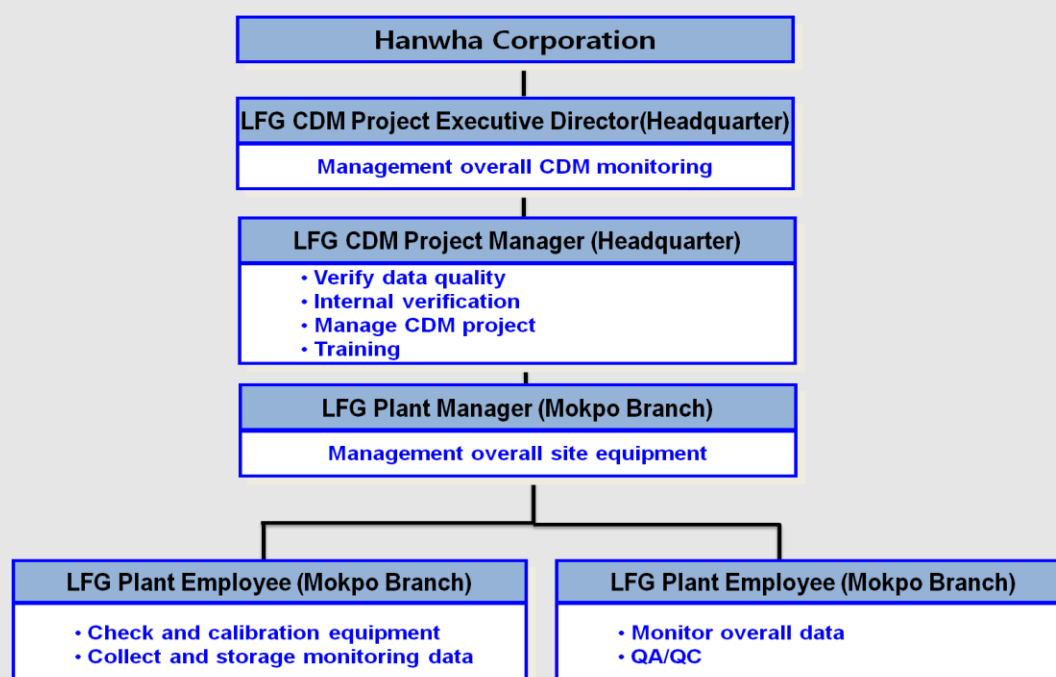 Hanwha Corporation
LFG CDM Project Executive Director(Headquarter)
Management overall CDM monitoring
LFG CDM Project Manager (Headquarter)
• Verify data quality
• Internal verification
• Manage CDM project
• Training
LFG Plant Manager (Mokpo Branch)
Management overall site equipment
LFG Plant Employee (Mokpo Branch)
• Check and calibration equipment
• Collect and storage monitoring data
LFG Plant Employee (Mokpo Branch)
• Monitor overall data
• QA/QC